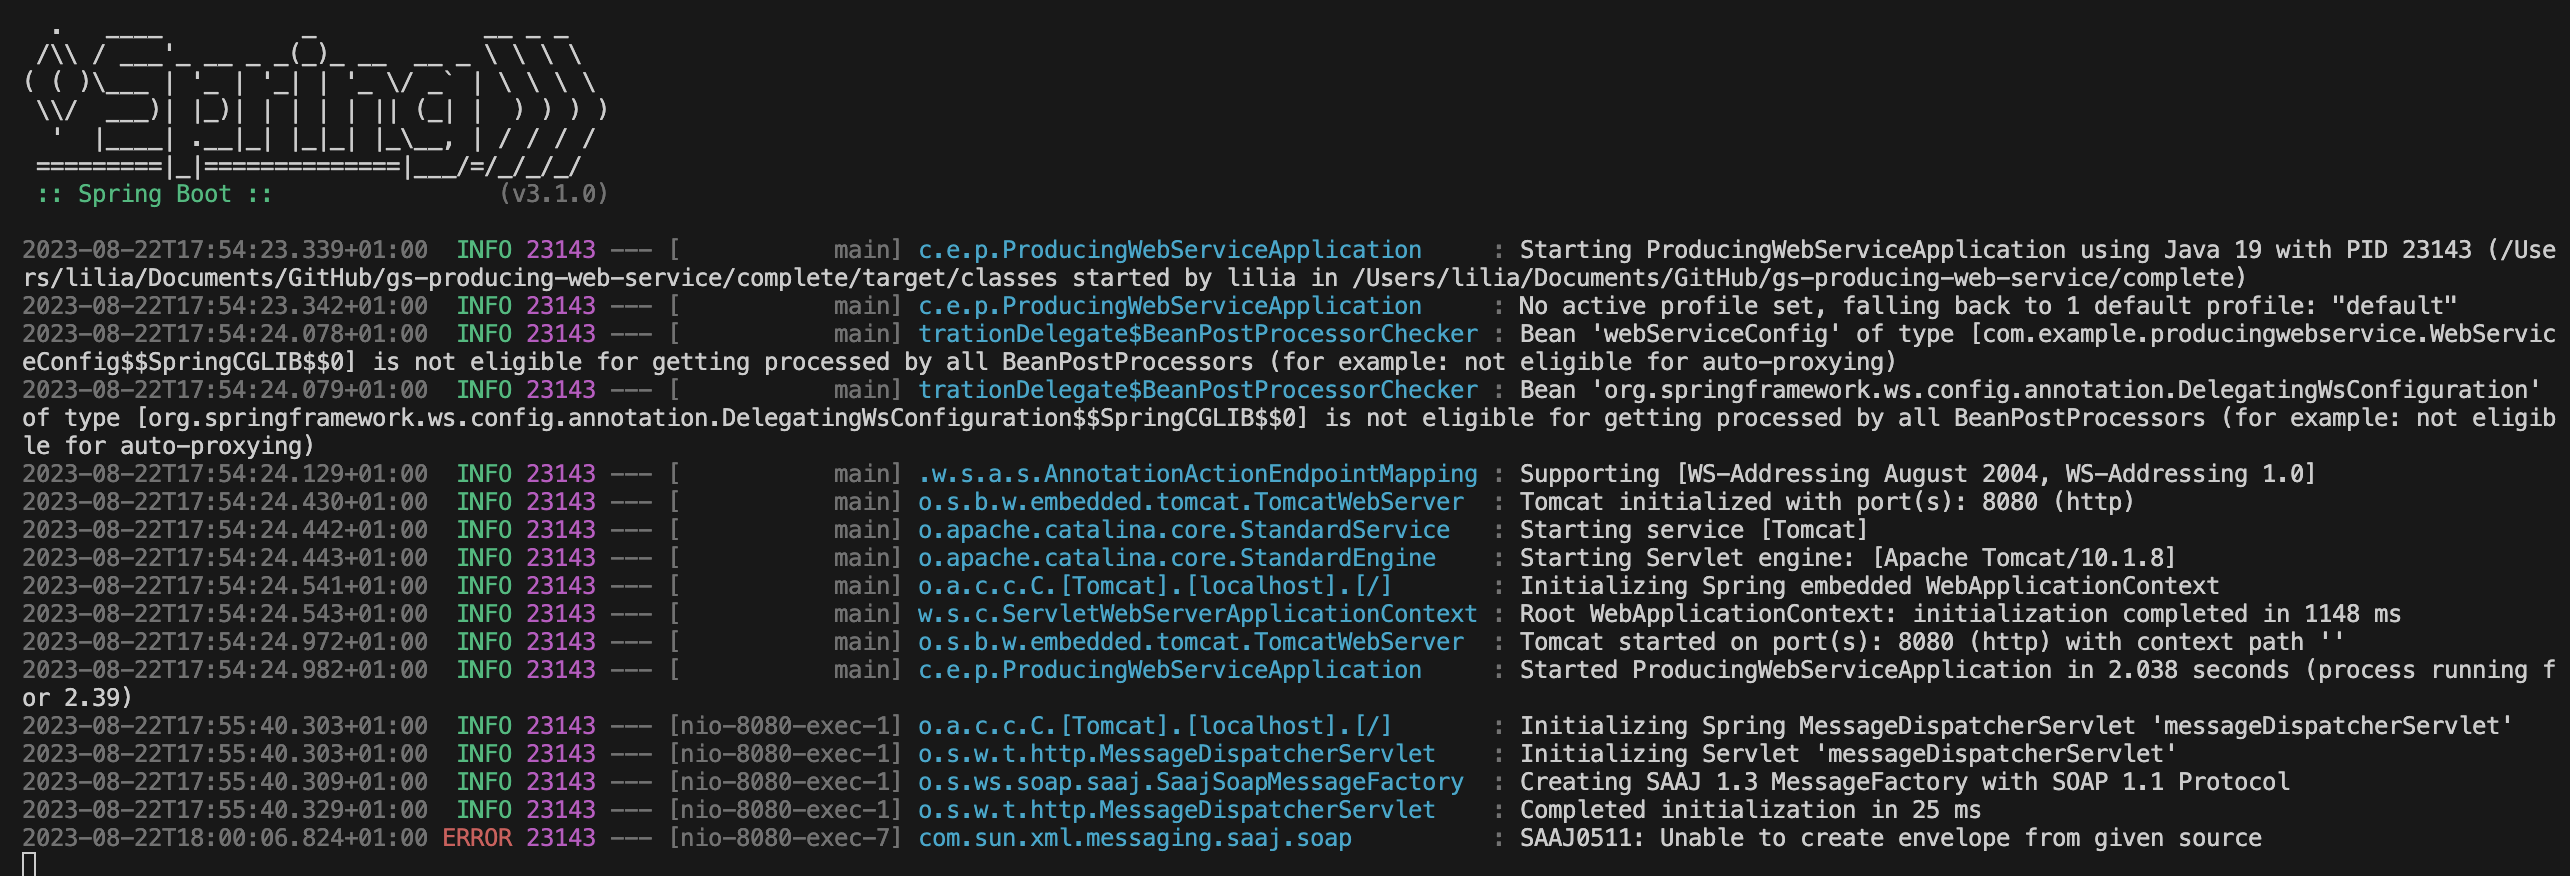 .   ____          _            __ _ _
 /\\ / ___'_ __ _ _(_)_ __  __ _ \ \ \ \
( ( )\___ | '_ | '_| | '_ \/ _` | \ \ \ \
 \\/  ___)| |_)| | | | | || (_| |  ) ) ) )
  '  |____| .__|_| |_|_| |_\__, | / / / /
 =========|_|==============|___/=/_/_/_/
 :: Spring Boot ::                (v3.1.0)

2023-08-22T17:54:23.339+01:00  INFO 23143 --- [           main] c.e.p.ProducingWebServiceApplication     : Starting ProducingWebServiceApplication using Java 19 with PID 23143 (/Use
rs/lilia/Documents/GitHub/gs-producing-web-service/complete/target/classes started by lilia in /Users/lilia/Documents/GitHub/gs-producing-web-service/complete)
2023-08-22T17:54:23.342+01:00  INFO 23143 --- [           main] c.e.p.ProducingWebServiceApplication     : No active profile set, falling back to 1 default profile: "default"
2023-08-22T17:54:24.078+01:00  INFO 23143 --- [           main] trationDelegate$BeanPostProcessorChecker : Bean 'webServiceConfig' of type [com.example.producingwebservice.WebServic
eConfig$$SpringCGLIB$$0] is not eligible for getting processed by all BeanPostProcessors (for example: not eligible for auto-proxying)
2023-08-22T17:54:24.079+01:00  INFO 23143 --- [           main] trationDelegate$BeanPostProcessorChecker : Bean 'org.springframework.ws.config.annotation.DelegatingWsConfiguration'
of type [org.springframework.ws.config.annotation.DelegatingWsConfiguration$$SpringCGLIB$$0] is not eligible for getting processed by all BeanPostProcessors (for example: not eligib
le for auto-proxying)
2023-08-22T17:54:24.129+01:00  INFO 23143 --- [           main] .w.s.a.s.AnnotationActionEndpointMapping : Supporting [WS-Addressing August 2004, WS-Addressing 1.0]
2023-08-22T17:54:24.430+01:00  INFO 23143 --- [           main] o.s.b.w.embedded.tomcat.TomcatWebServer  : Tomcat initialized with port(s): 8080 (http)
2023-08-22T17:54:24.442+01:00  INFO 23143 --- [           main] o.apache.catalina.core.StandardService   : Starting service [Tomcat]
2023-08-22T17:54:24.443+01:00  INFO 23143 --- [           main] o.apache.catalina.core.StandardEngine    : Starting Servlet engine: [Apache Tomcat/10.1.8]
2023-08-22T17:54:24.541+01:00  INFO 23143 --- [           main] o.a.c.c.C.[Tomcat].[localhost].[/]       : Initializing Spring embedded WebApplicationContext
2023-08-22T17:54:24.543+01:00  INFO 23143 --- [           main] w.s.c.ServletWebServerApplicationContext : Root WebApplicationContext: initialization completed in 1148 ms
2023-08-22T17:54:24.972+01:00  INFO 23143 --- [           main] o.s.b.w.embedded.tomcat.TomcatWebServer  : Tomcat started on port(s): 8080 (http) with context path ''
2023-08-22T17:54:24.982+01:00  INFO 23143 --- [           main] c.e.p.ProducingWebServiceApplication     : Started ProducingWebServiceApplication in 2.038 seconds (process running f
or 2.39)
2023-08-22T17:55:40.303+01:00  INFO 23143 --- [nio-8080-exec-1] o.a.c.c.C.[Tomcat].[localhost].[/]       : Initializing Spring MessageDispatcherServlet 'messageDispatcherServlet'
2023-08-22T17:55:40.303+01:00  INFO 23143 --- [nio-8080-exec-1] o.s.w.t.http.MessageDispatcherServlet    : Initializing Servlet 'messageDispatcherServlet'
2023-08-22T17:55:40.309+01:00  INFO 23143 --- [nio-8080-exec-1] o.s.ws.soap.saaj.SaajSoapMessageFactory  : Creating SAAJ 1.3 MessageFactory with SOAP 1.1 Protocol
2023-08-22T17:55:40.329+01:00  INFO 23143 --- [nio-8080-exec-1] o.s.w.t.http.MessageDispatcherServlet    : Completed initialization in 25 ms
2023-08-22T18:00:06.824+01:00 ERROR 23143 --- [nio-8080-exec-7] com.sun.xml.messaging.saaj.soap          : SAAJ0511: Unable to create envelope from given source